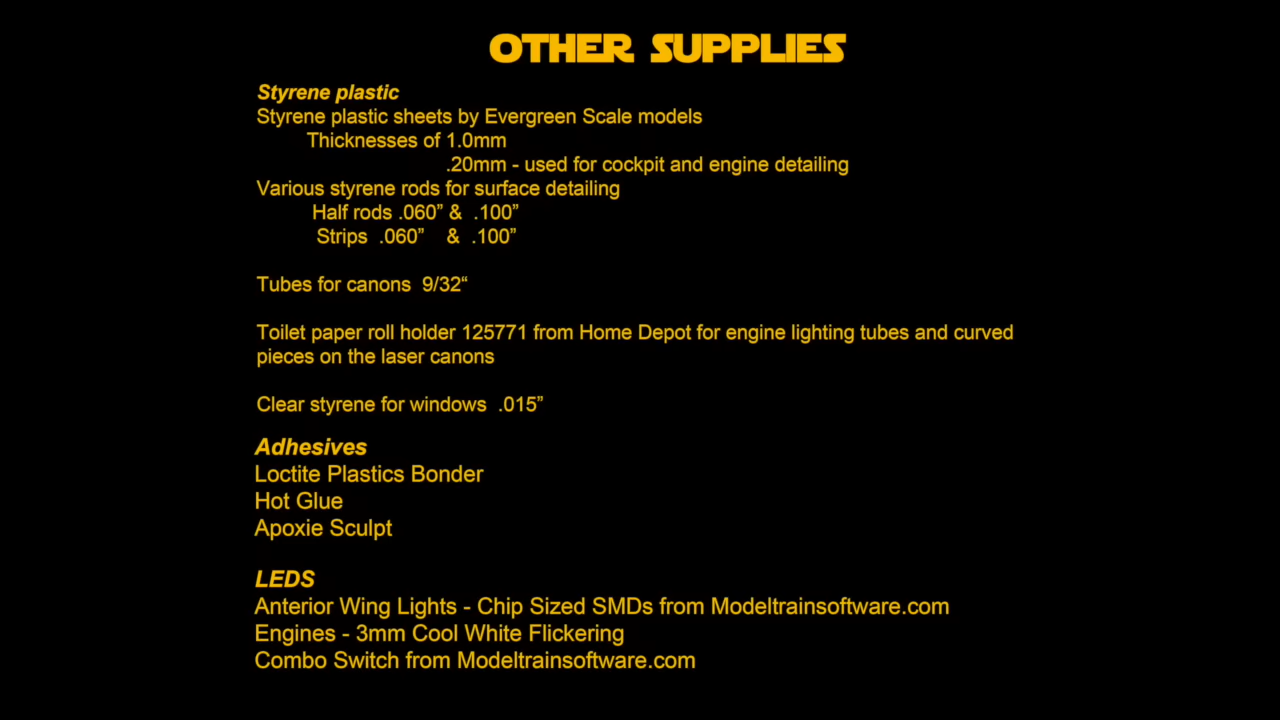 OTHER SUPPLIES
Styrene plastic
Styrene plastic sheets by Evergreen Scale models
Thicknesses of 1.0mm
.20mm - used for cockpit and engine detailing
Various styrene rods for surface detailing
Half rods .060” & .100”
Strips .060” & .100”
Tubes for canons 9/32“
Toilet paper roll holder 125771 from Home Depot for engine lighting tubes and curved
pieces on the laser canons
Clear styrene for windows .015”
Adhesives
Loctite Plastics Bonder
Hot Glue
Apoxie Sculpt
LEDS
Anterior Wing Lights - Chip Sized SMDs from Modeltrainsoftware.com
Engines - 3mm Cool White Flickering
Combo Switch from Modeltrainsoftware.com